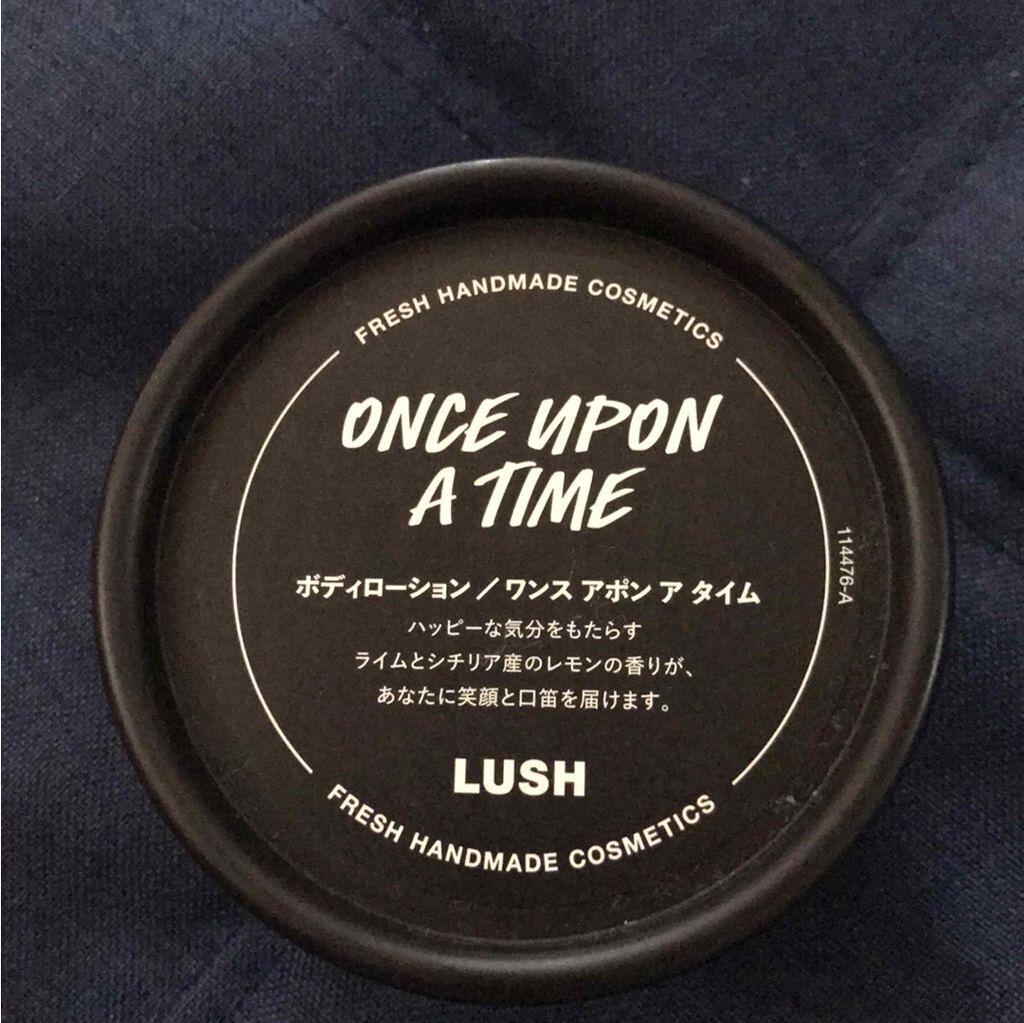 FRESH HANDMADE COSMETICS
ONCE UPON
A TIME
ボディローション／ワンス アポン ア タイム
ハッピーな気分をもたらす
ライムとシチリア産のレモンの香りが、
あなたに笑顔と口笛を届けます。
LUSH
FRESH HANDMADE COSMETICS
114476-A